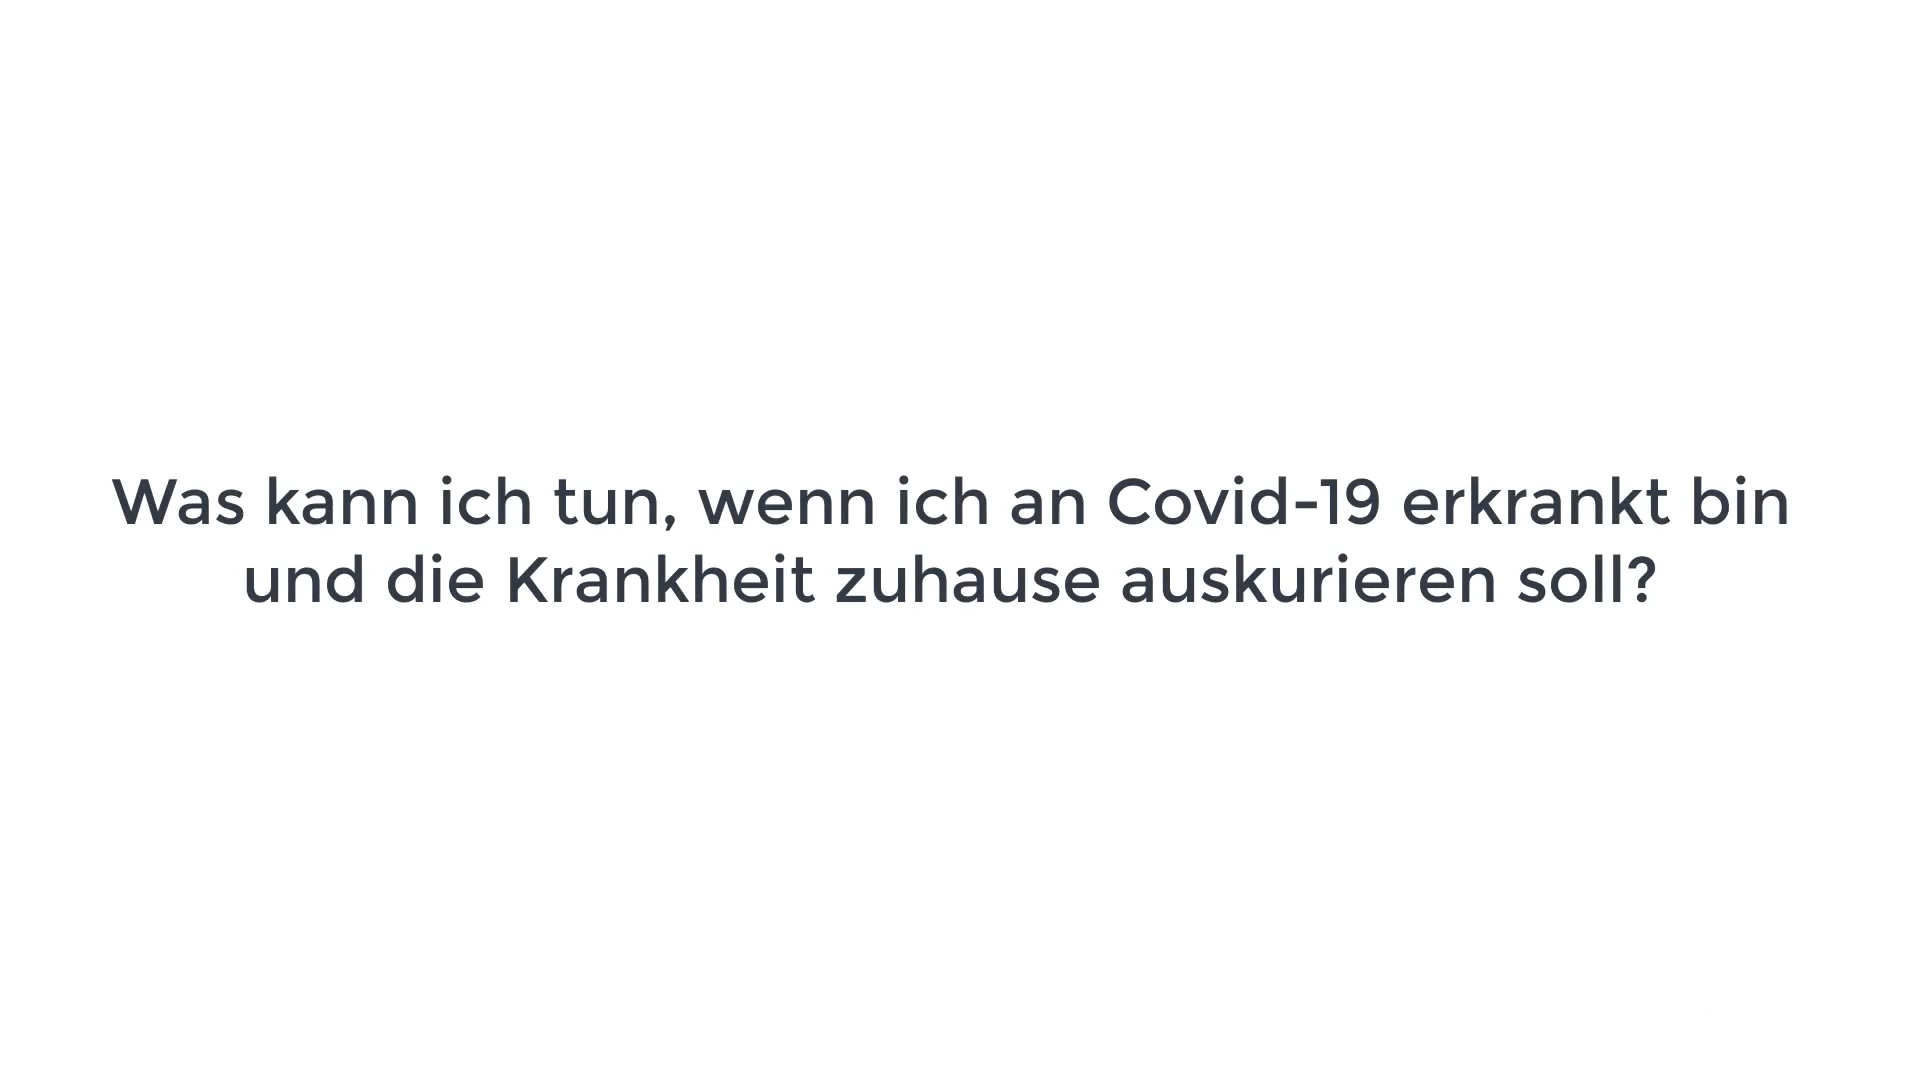 Was kann ich tun, wenn ich an Covid-19 erkrankt bin
und die Krankheit zuhause auskurieren soll?